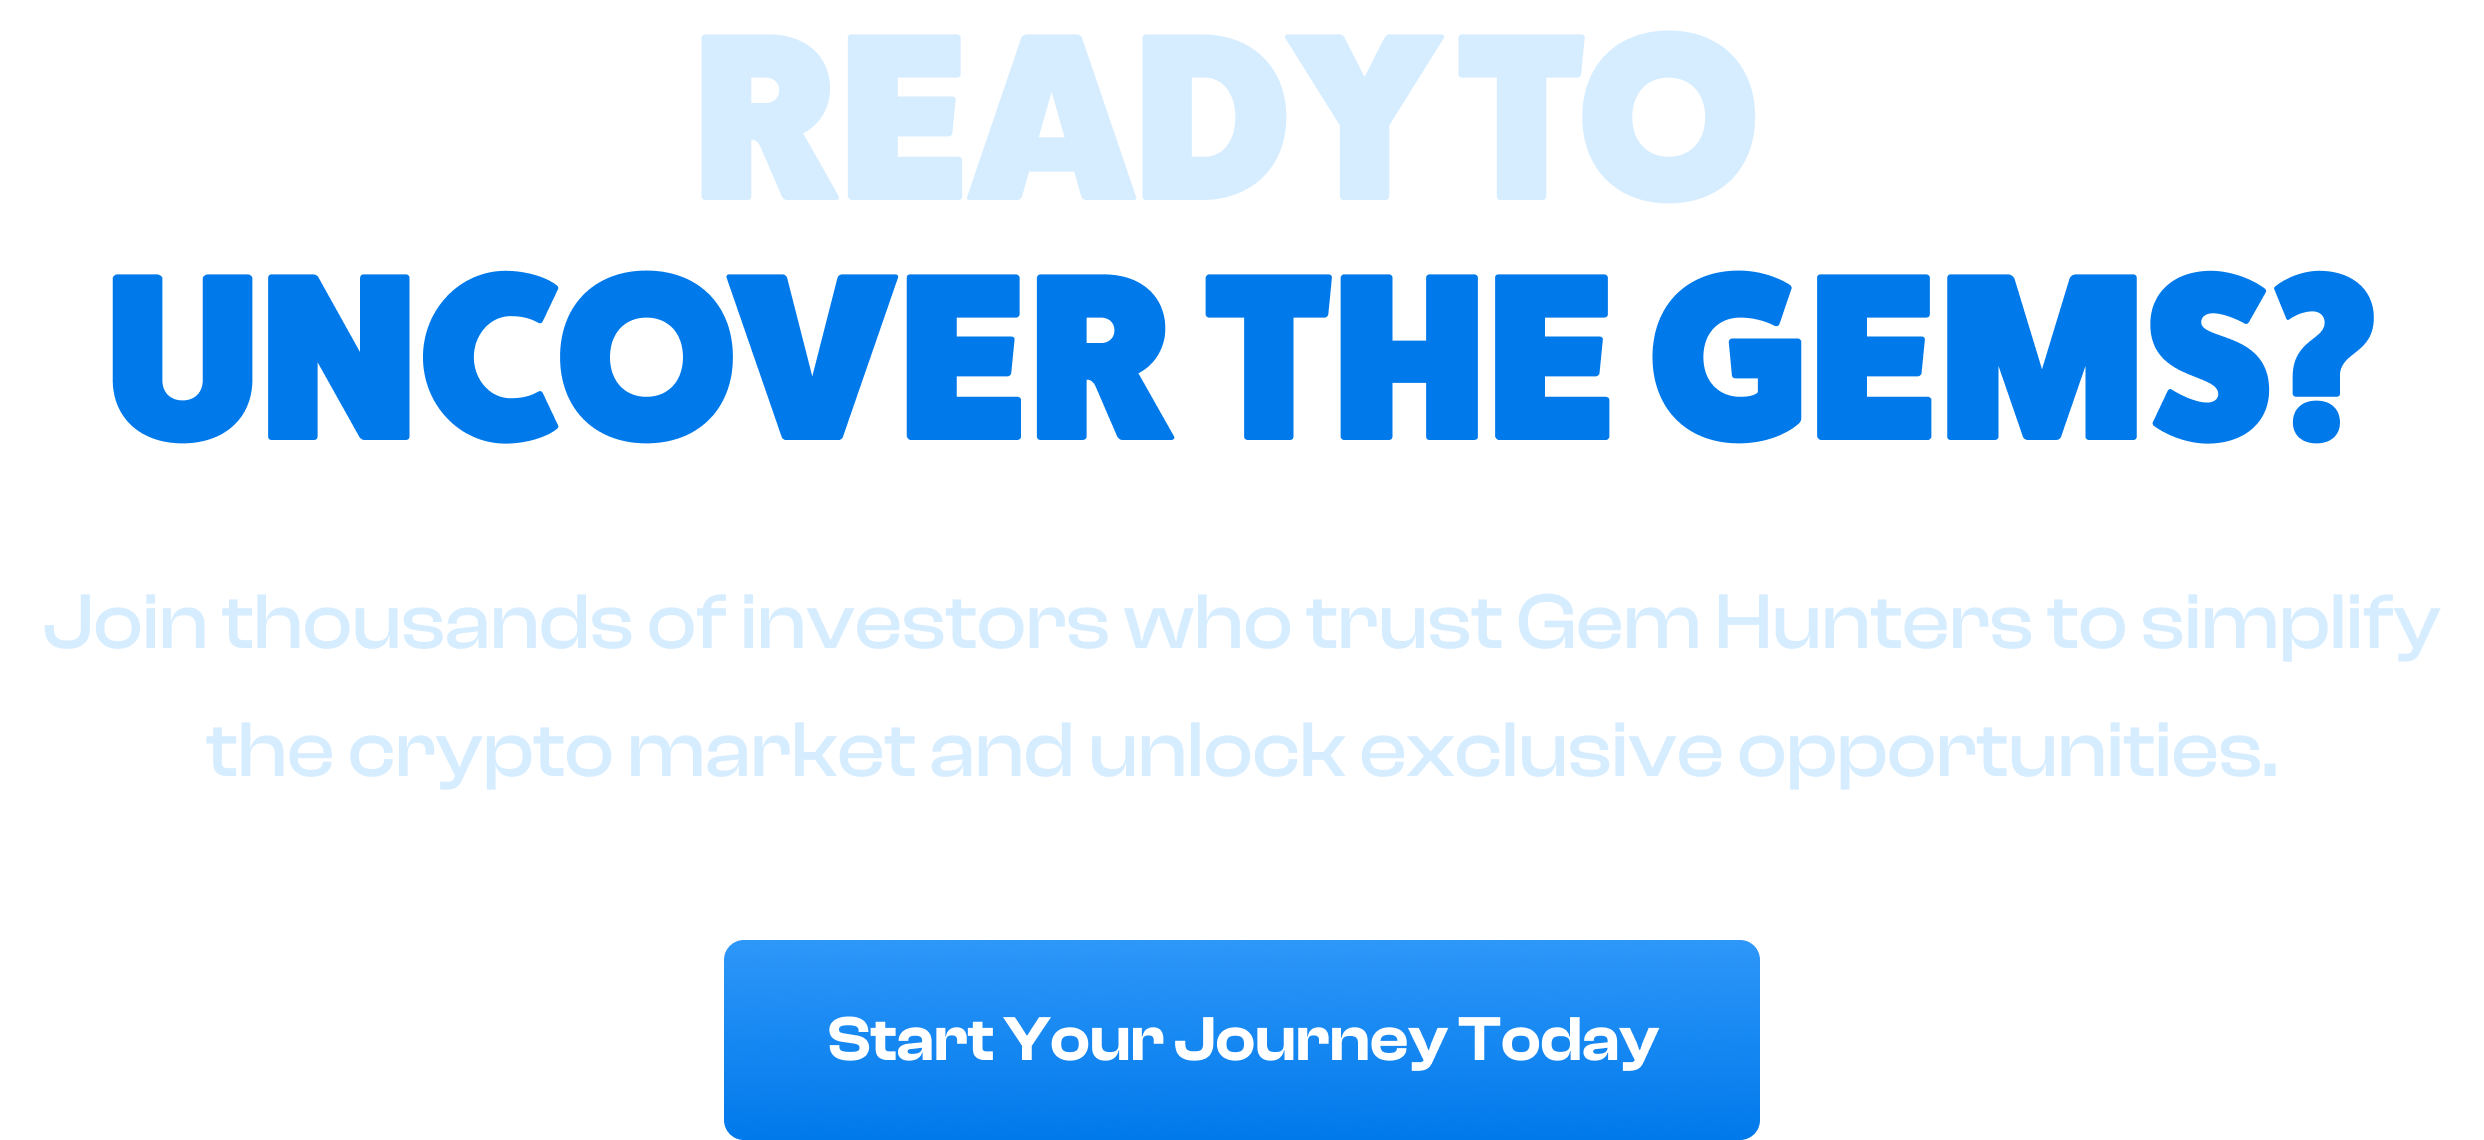 READY TO
UNCOVER THE GEMS?
Join thousands of investors who trust Gem Hunters to simplify
the crypto market and unlock exclusive opportunities.
Start Your Journey Today